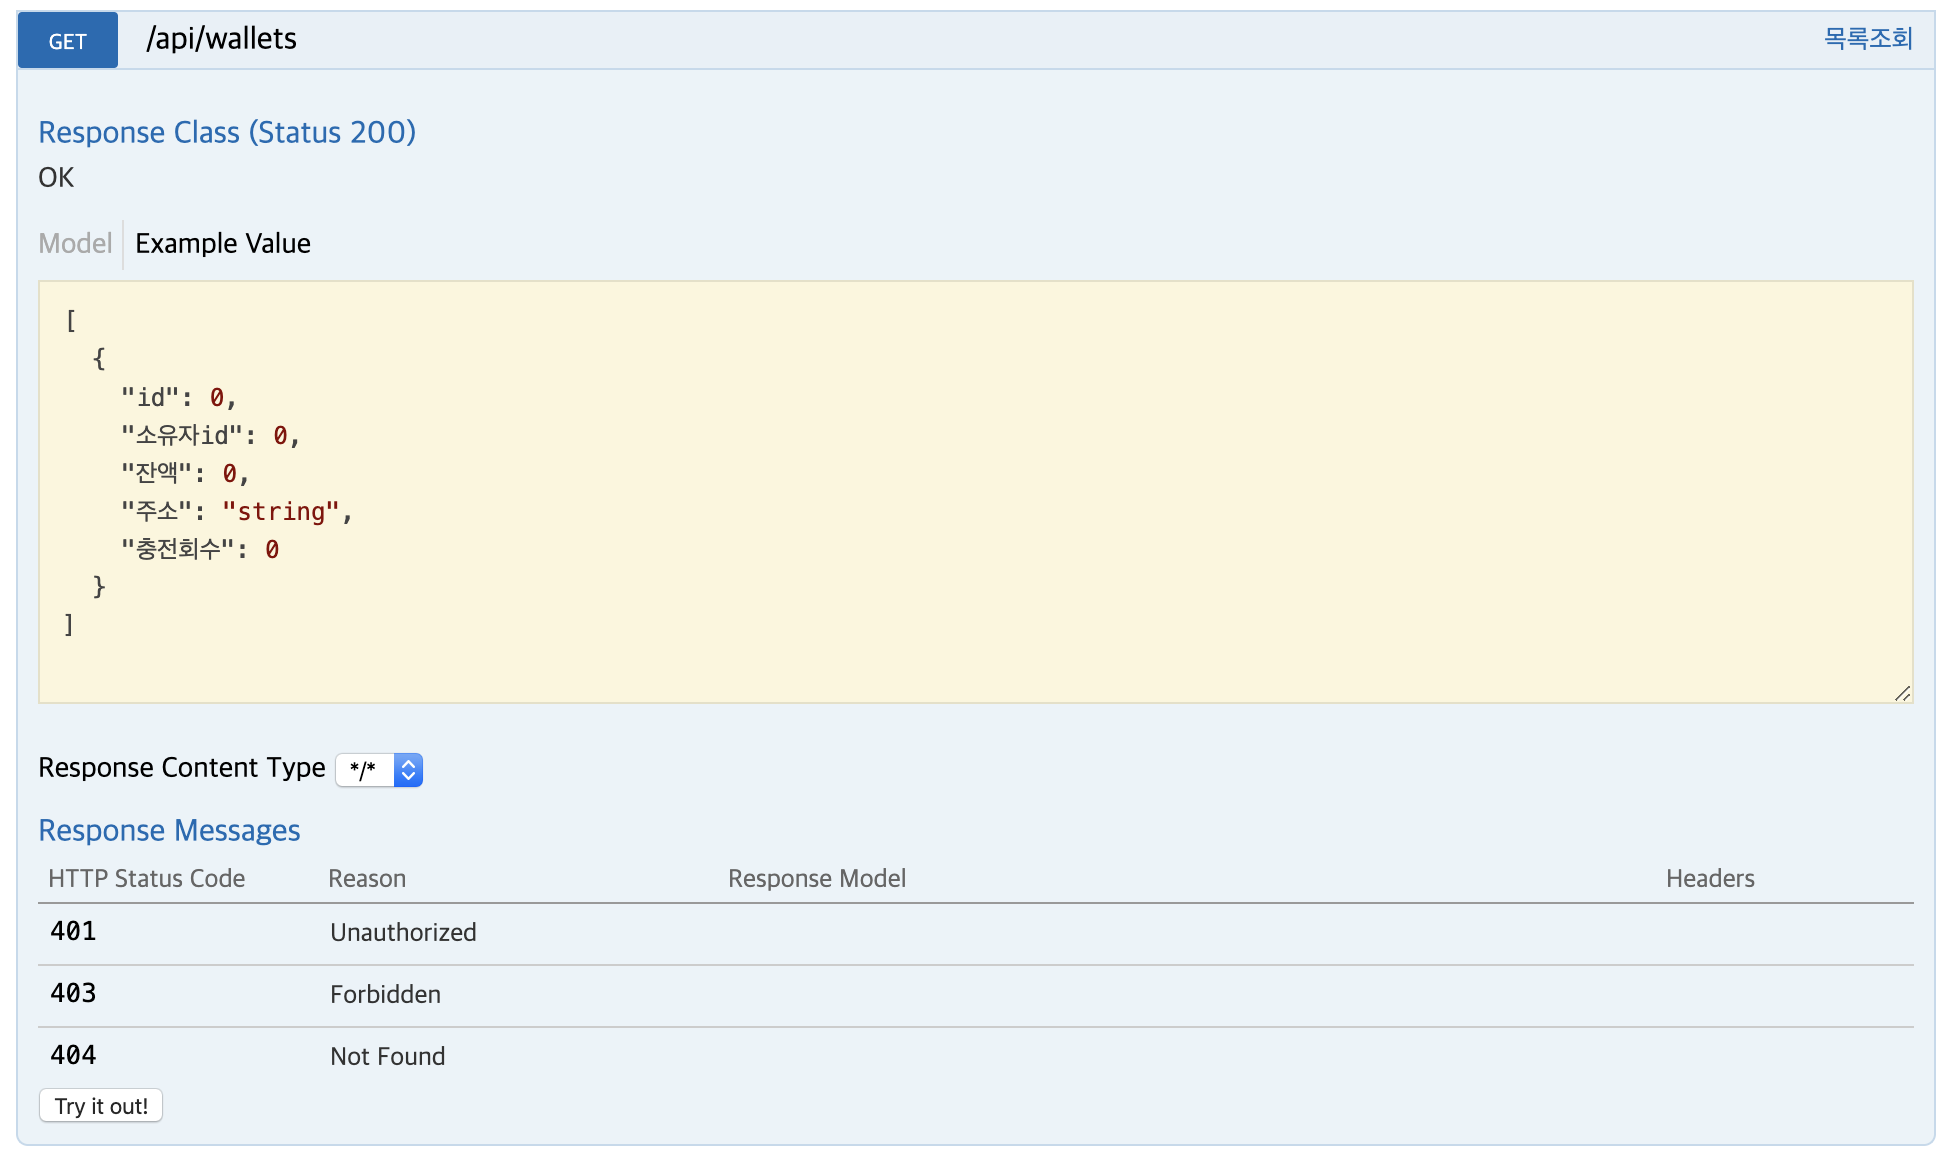 GET /api/wallets 목록조회
Response Class (Status 200)
OK
Model Example Value
[
{
"id": 0,
"소유자id": 0,
"잔액": 0,
"주소": "string",
"충전회수": 0
}
]
Response Content Type */*
Response Messages
HTTP Status Code Reason Response Model Headers
401 Unauthorized
403 Forbidden
404 Not Found
Try it out!